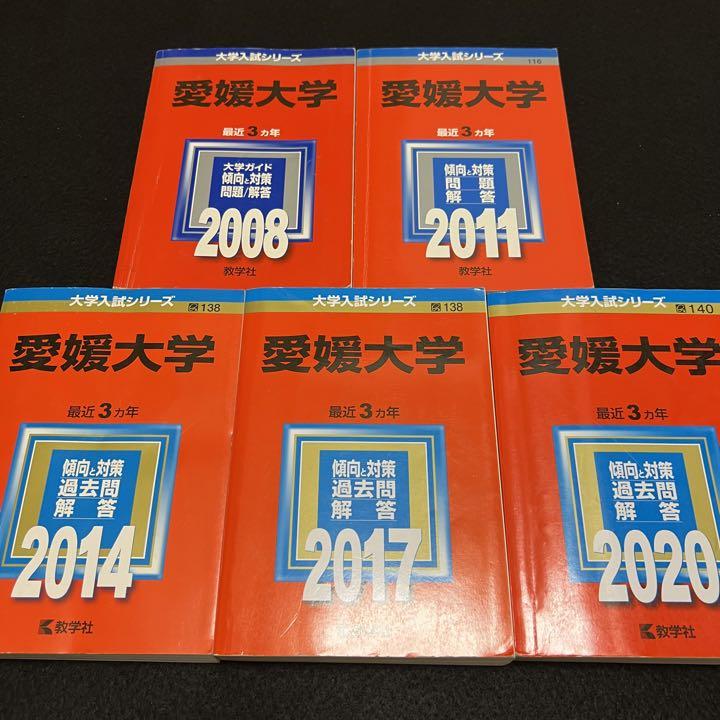 大学入試シリーズ
愛媛大学
最近3ヵ年
大学ガイド
傾向と対策
問題/解答
2008
教学社
大学入試シリーズ
116
愛媛大学
最近3ヵ年
傾向と対策
問題
解答
2011
教学社
大学入試シリーズ
138
愛媛大学
最近3ヵ年
傾向と対策
過去問
解答
2014
教学社
大学入試シリーズ
138
愛媛大学
最近3ヵ年
傾向と対策
過去問
解答
2017
教学社
大学入試シリーズ
140
愛媛大学
最近3ヵ年
傾向と対策
過去問
解答
2020
教学社